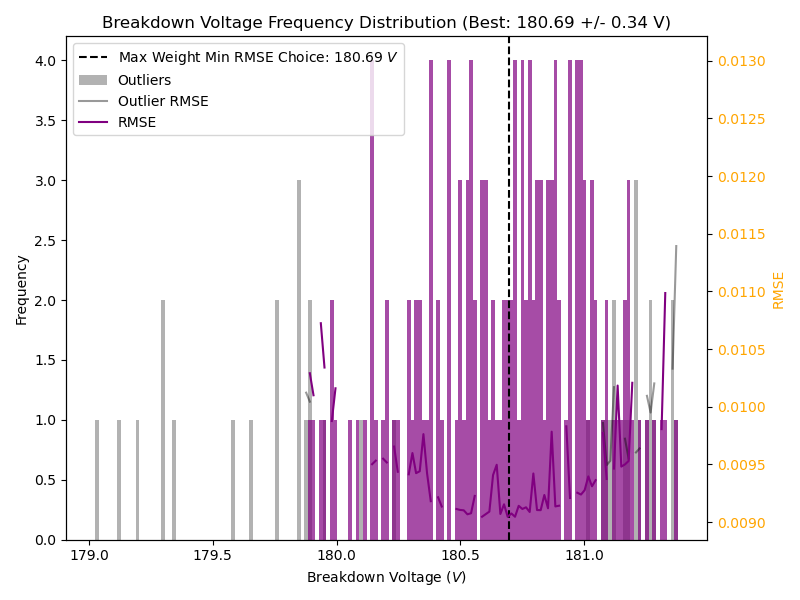 Breakdown Voltage Frequency Distribution (Best: 180.69 +/- 0.34 V)
Max Weight Min RMSE Choice: 180.69 V
Outliers
Outlier RMSE
RMSE
Frequency
4.0
3.5
3.0
2.5
2.0
1.5
1.0
0.5
0.0
179.0
179.5
180.0
180.5
181.0
Breakdown Voltage (V)
0.0130
0.0125
0.0120
0.0115
0.0110
0.0105
0.0100
0.0095
0.0090
RMSE